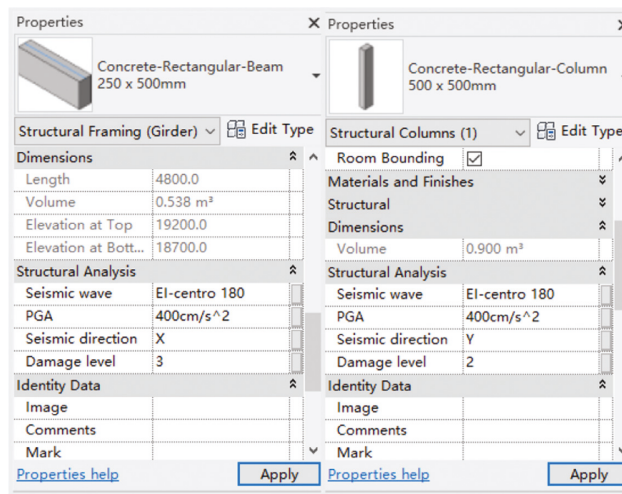 Properties
Concrete-Rectangular-Beam
250 x 500mm
Structural Framing (Girder)
Edit Type
Dimensions
Length 4800.0
Volume 0.538 m³
Elevation at Top 19200.0
Elevation at Bott... 18700.0
Structural Analysis
Seismic wave EI-centro 180
PGA 400cm/s^2
Seismic direction X
Damage level 3
Identity Data
Image
Comments
Mark
Properties help
Apply
Properties
Concrete-Rectangular-Column
500 x 500mm
Structural Columns (1)
Edit Type
Room Bounding
Materials and Finishes
Structural
Dimensions
Volume 0.900 m³
Structural Analysis
Seismic wave EI-centro 180
PGA 400cm/s^2
Seismic direction Y
Damage level 2
Identity Data
Image
Comments
Mark
Properties help
Apply